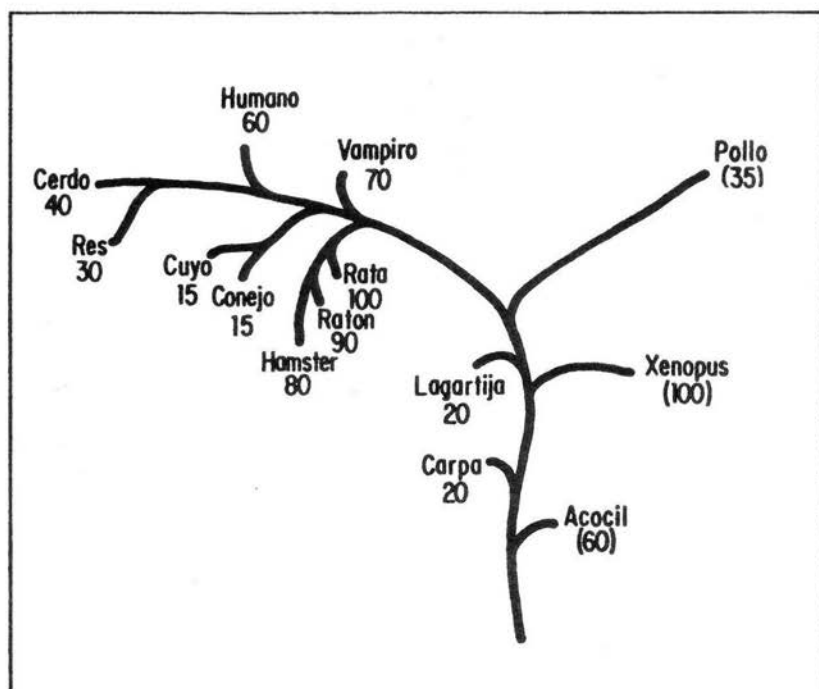 Humano
60
Vampiro
70
Pollo
(35)
Cerdo
40
Res
30
Cuyo
15
Conejo
15
Rata
100
Raton
90
Hamster
80
Lagartija
20
Xenopus
(100)
Carpa
20
Acocil
(60)